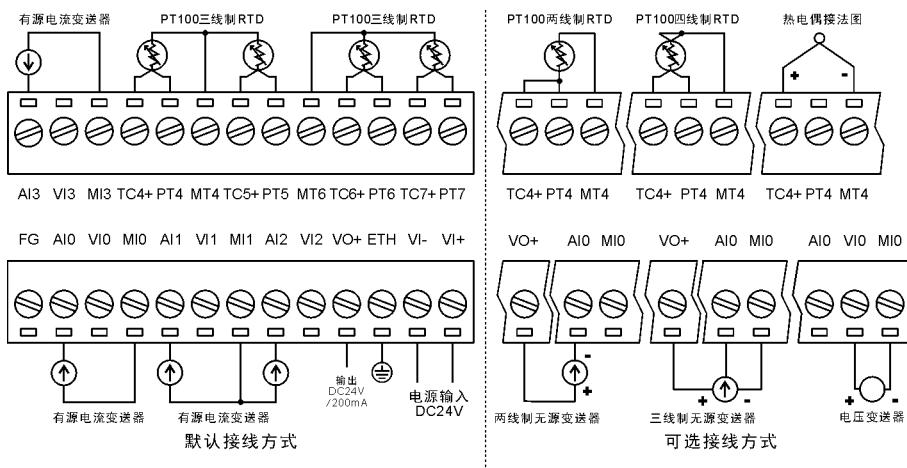 有源电流变送器 PT100三线制RTD PT100三线制RTD
AI3 VI3 MI3 TC4+ PT4 MT4 TC5+ PT5 MT6 TC6+ PT6 TC7+ PT7
FG AI0 VI0 MI0 AI1 VI1 MI1 AI2 VI2 VO+ ETH VI- VI+
输出
DC24V
/200mA
电源输入
DC24V
有源电流变送器 有源电流变送器
默认接线方式
PT100两线制RTD PT100四线制RTD 热电偶接法图
+ -
TC4+ PT4 MT4 TC4+ PT4 MT4 TC4+ PT4 MT4
VO+ AI0 MI0 VO+ AI0 MI0 AI0 VI0 MI0
-
+ + - + -
两线制无源变送器 三线制无源变送器 电压变送器
可选接线方式